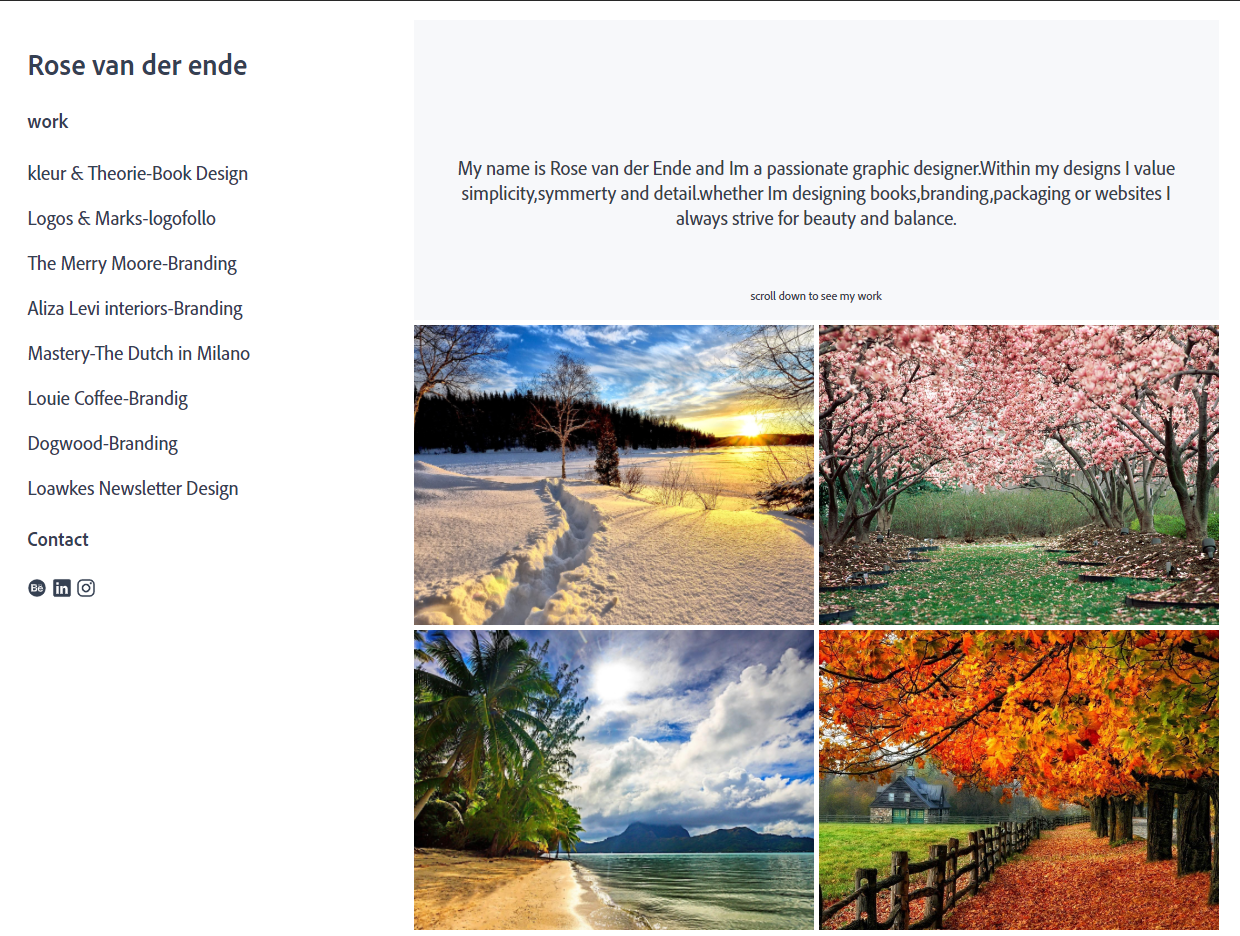 Rose van der ende
work
kleur & Theorie-Book Design
Logos & Marks-logofollo
The Merry Moore-Branding
Aliza Levi interiors-Branding
Mastery-The Dutch in Milano
Louie Coffee-Brandig
Dogwood-Branding
Loawkes Newsletter Design
Contact
Bē in
My name is Rose van der Ende and Im a passionate graphic designer.Within my designs I value
simplicity,symmerty and detail.whether Im designing books,branding,packaging or websites I
always strive for beauty and balance.
scroll down to see my work